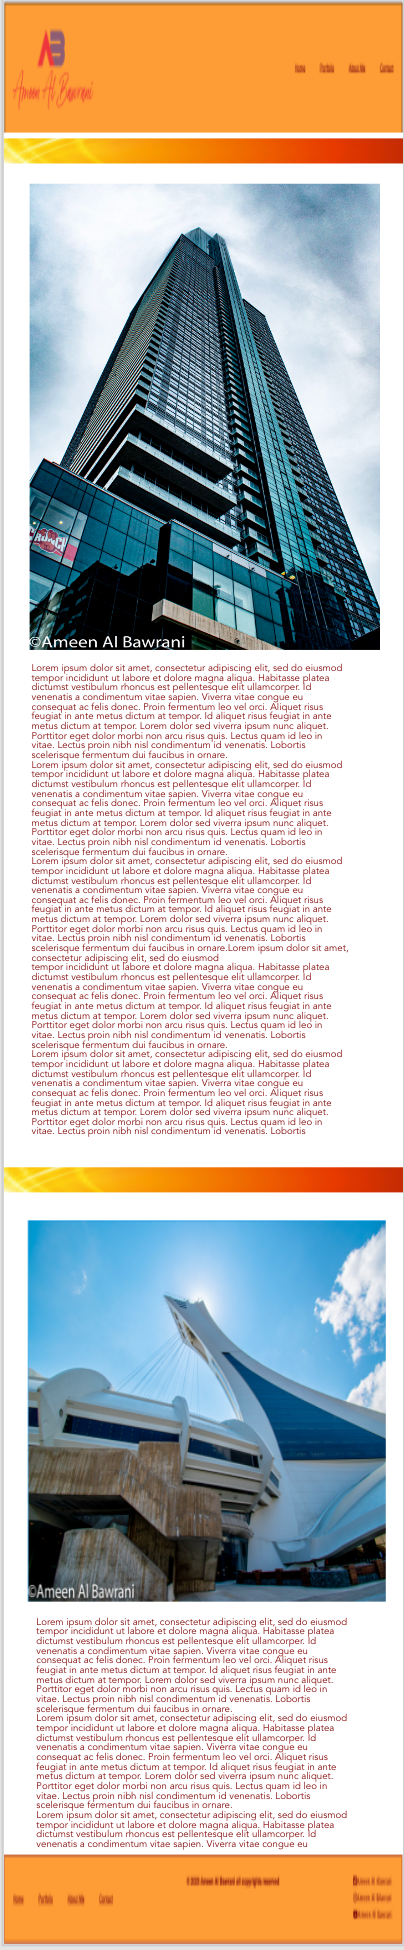 AB
Ameen Al Bawrani
Home Portfolio About Me Contact
©Ameen Al Bawrani
Lorem ipsum dolor sit amet, consectetur adipiscing elit, sed do eiusmod
tempor incididunt ut labore et dolore magna aliqua. Habitasse platea
dictumst vestibulum rhoncus est pellentesque elit ullamcorper. Id
venenatis a condimentum vitae sapien. Viverra vitae congue eu
consequat ac felis donec. Proin fermentum leo vel orci. Aliquet risus
feugiat in ante metus dictum at tempor. Id aliquet risus feugiat in ante
metus dictum at tempor. Lorem dolor sed viverra ipsum nunc aliquet.
Porttitor eget dolor morbi non arcu risus quis. Lectus quam id leo in
vitae. Lectus proin nibh nisl condimentum id venenatis. Lobortis
scelerisque fermentum dui faucibus in ornare.
Lorem ipsum dolor sit amet, consectetur adipiscing elit, sed do eiusmod
tempor incididunt ut labore et dolore magna aliqua. Habitasse platea
dictumst vestibulum rhoncus est pellentesque elit ullamcorper. Id
venenatis a condimentum vitae sapien. Viverra vitae congue eu
consequat ac felis donec. Proin fermentum leo vel orci. Aliquet risus
feugiat in ante metus dictum at tempor. Id aliquet risus feugiat in ante
metus dictum at tempor. Lorem dolor sed viverra ipsum nunc aliquet.
Porttitor eget dolor morbi non arcu risus quis. Lectus quam id leo in
vitae. Lectus proin nibh nisl condimentum id venenatis. Lobortis
scelerisque fermentum dui faucibus in ornare.
Lorem ipsum dolor sit amet, consectetur adipiscing elit, sed do eiusmod
tempor incididunt ut labore et dolore magna aliqua. Habitasse platea
dictumst vestibulum rhoncus est pellentesque elit ullamcorper. Id
venenatis a condimentum vitae sapien. Viverra vitae congue eu
consequat ac felis donec. Proin fermentum leo vel orci. Aliquet risus
feugiat in ante metus dictum at tempor. Id aliquet risus feugiat in ante
metus dictum at tempor. Lorem dolor sed viverra ipsum nunc aliquet.
Porttitor eget dolor morbi non arcu risus quis. Lectus quam id leo in
vitae. Lectus proin nibh nisl condimentum id venenatis. Lobortis
scelerisque fermentum dui faucibus in ornare.Lorem ipsum dolor sit amet,
consectetur adipiscing elit, sed do eiusmod
tempor incididunt ut labore et dolore magna aliqua. Habitasse platea
dictumst vestibulum rhoncus est pellentesque elit ullamcorper. Id
venenatis a condimentum vitae sapien. Viverra vitae congue eu
consequat ac felis donec. Proin fermentum leo vel orci. Aliquet risus
feugiat in ante metus dictum at tempor. Id aliquet risus feugiat in ante
metus dictum at tempor. Lorem dolor sed viverra ipsum nunc aliquet.
Porttitor eget dolor morbi non arcu risus quis. Lectus quam id leo in
vitae. Lectus proin nibh nisl condimentum id venenatis. Lobortis
scelerisque fermentum dui faucibus in ornare.
Lorem ipsum dolor sit amet, consectetur adipiscing elit, sed do eiusmod
tempor incididunt ut labore et dolore magna aliqua. Habitasse platea
dictumst vestibulum rhoncus est pellentesque elit ullamcorper. Id
venenatis a condimentum vitae sapien. Viverra vitae congue eu
consequat ac felis donec. Proin fermentum leo vel orci. Aliquet risus
feugiat in ante metus dictum at tempor. Id aliquet risus feugiat in ante
metus dictum at tempor. Lorem dolor sed viverra ipsum nunc aliquet.
Porttitor eget dolor morbi non arcu risus quis. Lectus quam id leo in
vitae. Lectus proin nibh nisl condimentum id venenatis. Lobortis
©Ameen Al Bawrani
Lorem ipsum dolor sit amet, consectetur adipiscing elit, sed do eiusmod
tempor incididunt ut labore et dolore magna aliqua. Habitasse platea
dictumst vestibulum rhoncus est pellentesque elit ullamcorper. Id
venenatis a condimentum vitae sapien. Viverra vitae congue eu
consequat ac felis donec. Proin fermentum leo vel orci. Aliquet risus
feugiat in ante metus dictum at tempor. Id aliquet risus feugiat in ante
metus dictum at tempor. Lorem dolor sed viverra ipsum nunc aliquet.
Porttitor eget dolor morbi non arcu risus quis. Lectus quam id leo in
vitae. Lectus proin nibh nisl condimentum id venenatis. Lobortis
scelerisque fermentum dui faucibus in ornare.
Lorem ipsum dolor sit amet, consectetur adipiscing elit, sed do eiusmod
tempor incididunt ut labore et dolore magna aliqua. Habitasse platea
dictumst vestibulum rhoncus est pellentesque elit ullamcorper. Id
venenatis a condimentum vitae sapien. Viverra vitae congue eu
consequat ac felis donec. Proin fermentum leo vel orci. Aliquet risus
feugiat in ante metus dictum at tempor. Id aliquet risus feugiat in ante
metus dictum at tempor. Lorem dolor sed viverra ipsum nunc aliquet.
Porttitor eget dolor morbi non arcu risus quis. Lectus quam id leo in
vitae. Lectus proin nibh nisl condimentum id venenatis. Lobortis
scelerisque fermentum dui faucibus in ornare.
Lorem ipsum dolor sit amet, consectetur adipiscing elit, sed do eiusmod
tempor incididunt ut labore et dolore magna aliqua. Habitasse platea
dictumst vestibulum rhoncus est pellentesque elit ullamcorper. Id
venenatis a condimentum vitae sapien. Viverra vitae congue eu
Home Portfolio About Me Contact
Ameen Al Bawrani all copyrights reserved
Ameen Al Bawrani
Ameen Al Bawrani
Ameen Al Bawrani